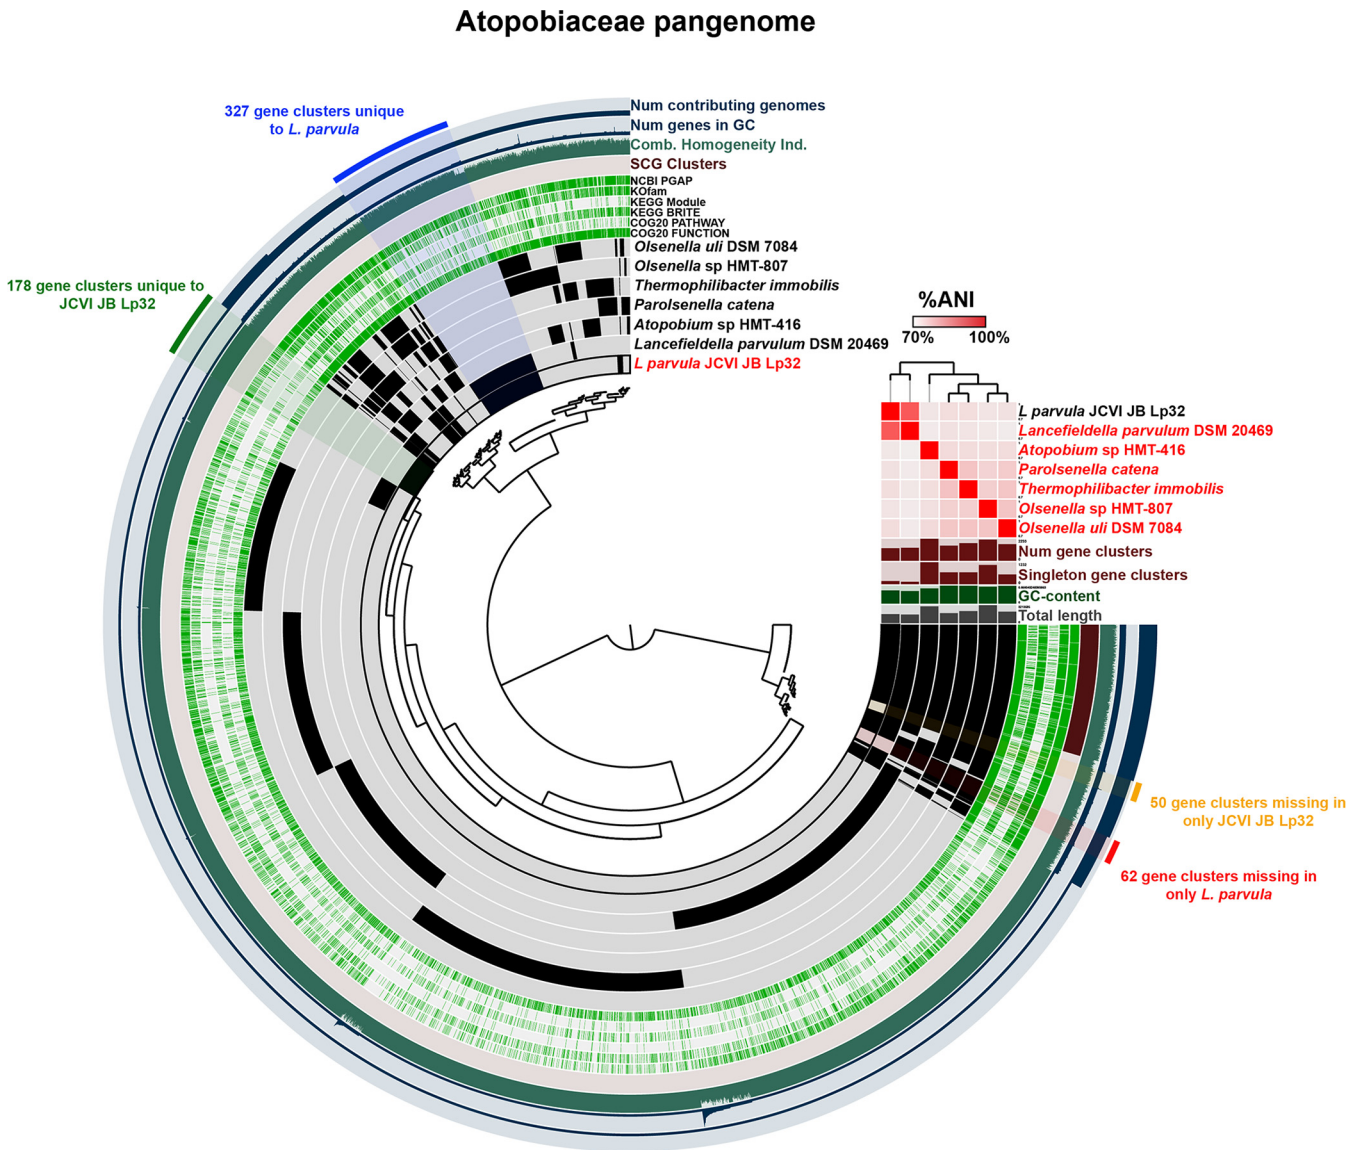 Atopobiaceae pangenome
327 gene clusters unique
to L. parvula
Num contributing genomes
Num genes in GC
Comb. Homogeneity Ind.
SCG Clusters
NCBI PGAP
KOfam
KEGG Module
KEGG BRITE
COG20 PATHWAY
COG20 FUNCTION
Olsenella uli DSM 7084
Olsenella sp HMT-807
Thermophilibacter immobilis
Parolsenella catena
Atopobium sp HMT-416
Lancefieldella parvulum DSM 20469
L parvula JCVI JB Lp32
178 gene clusters unique to
JCVI JB Lp32
%ANI
70% 100%
L parvula JCVI JB Lp32
Lancefieldella parvulum DSM 20469
Atopobium sp HMT-416
Parolsenella catena
Thermophilibacter immobilis
Olsenella sp HMT-807
Olsenella uli DSM 7084
Num gene clusters
Singleton gene clusters
GC-content
Total length
50 gene clusters missing in
only JCVI JB Lp32
62 gene clusters missing in
only L. parvula